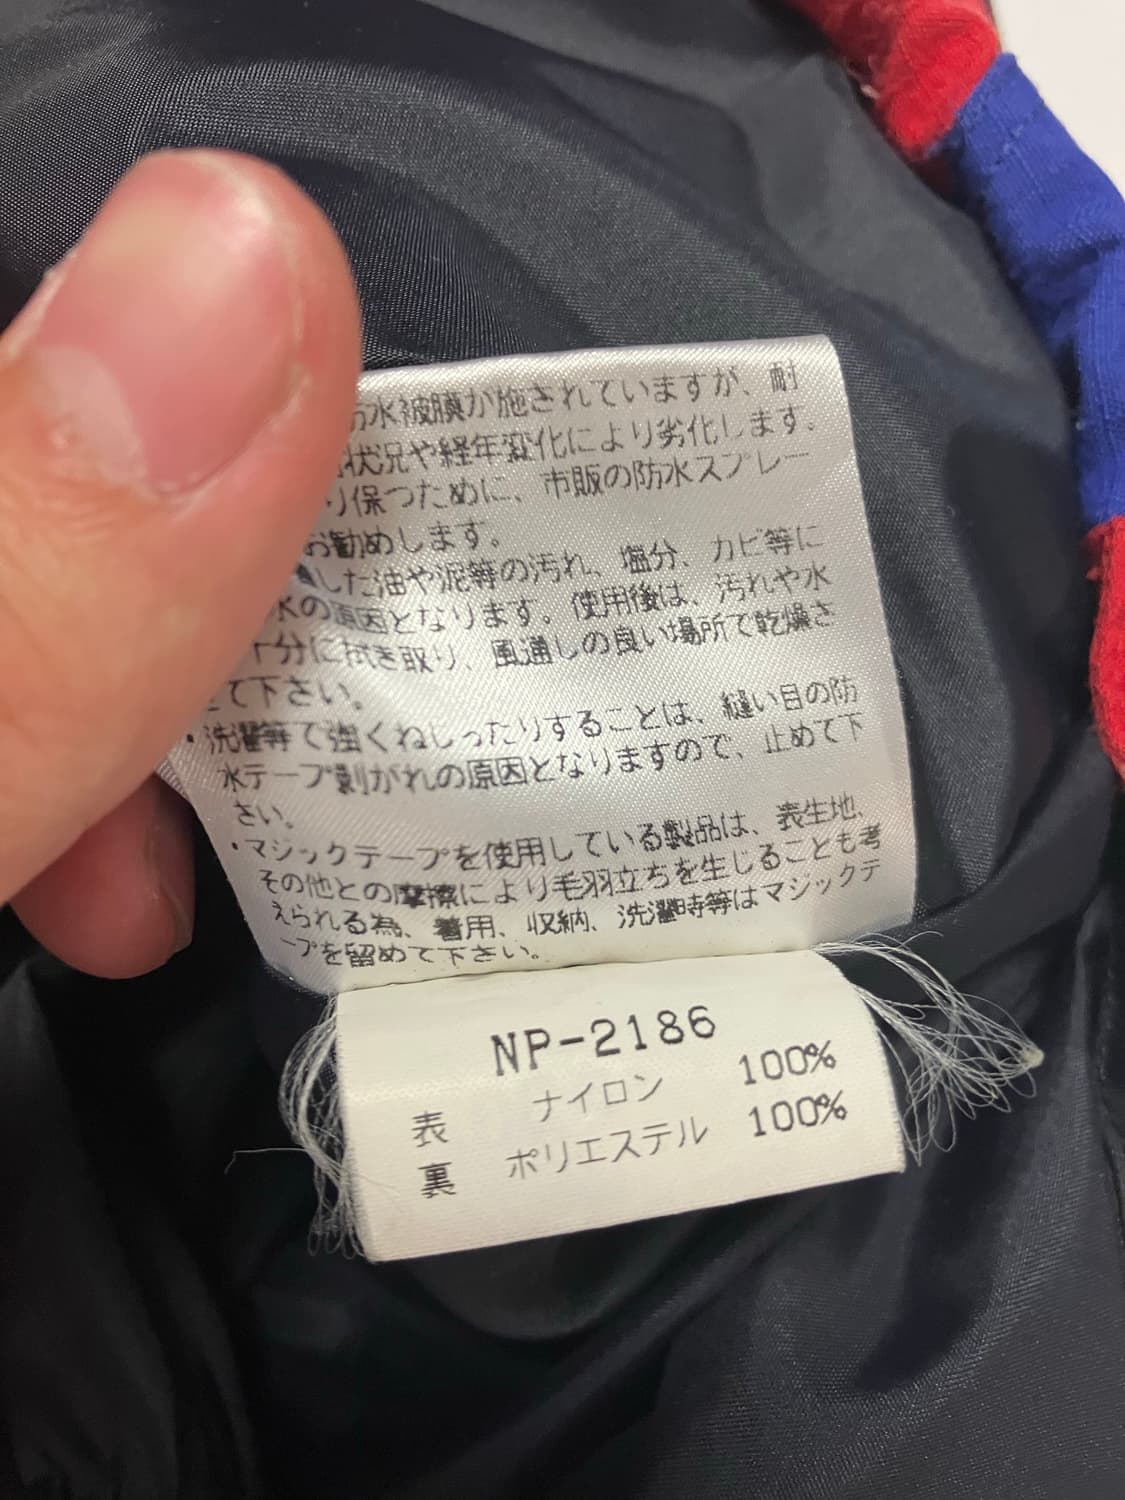 防水被膜が施されていますが、耐
状況や経年変化により劣化します。
り保つために、市販の防水スプレー
お勧めします。
した油や泥等の汚れ、塩分、カビ等に
水の原因となります。使用後は、汚れや水
十分に拭き取り、風通しの良い場所で乾燥さ
て下さい。
・洗濯等で強くねじったりすることは、縫い目の防
水テープ剥がれの原因となりますので、止めて下
さい。
・マジックテープを使用している製品は、表生地、
その他との摩擦により毛羽立ちを生じることも考
えられる為、着用、収納、洗濯時等はマジックテ
ープを留めて下さい。
NP-2186
表 ナイロン 100%
裏 ポリエステル 100%